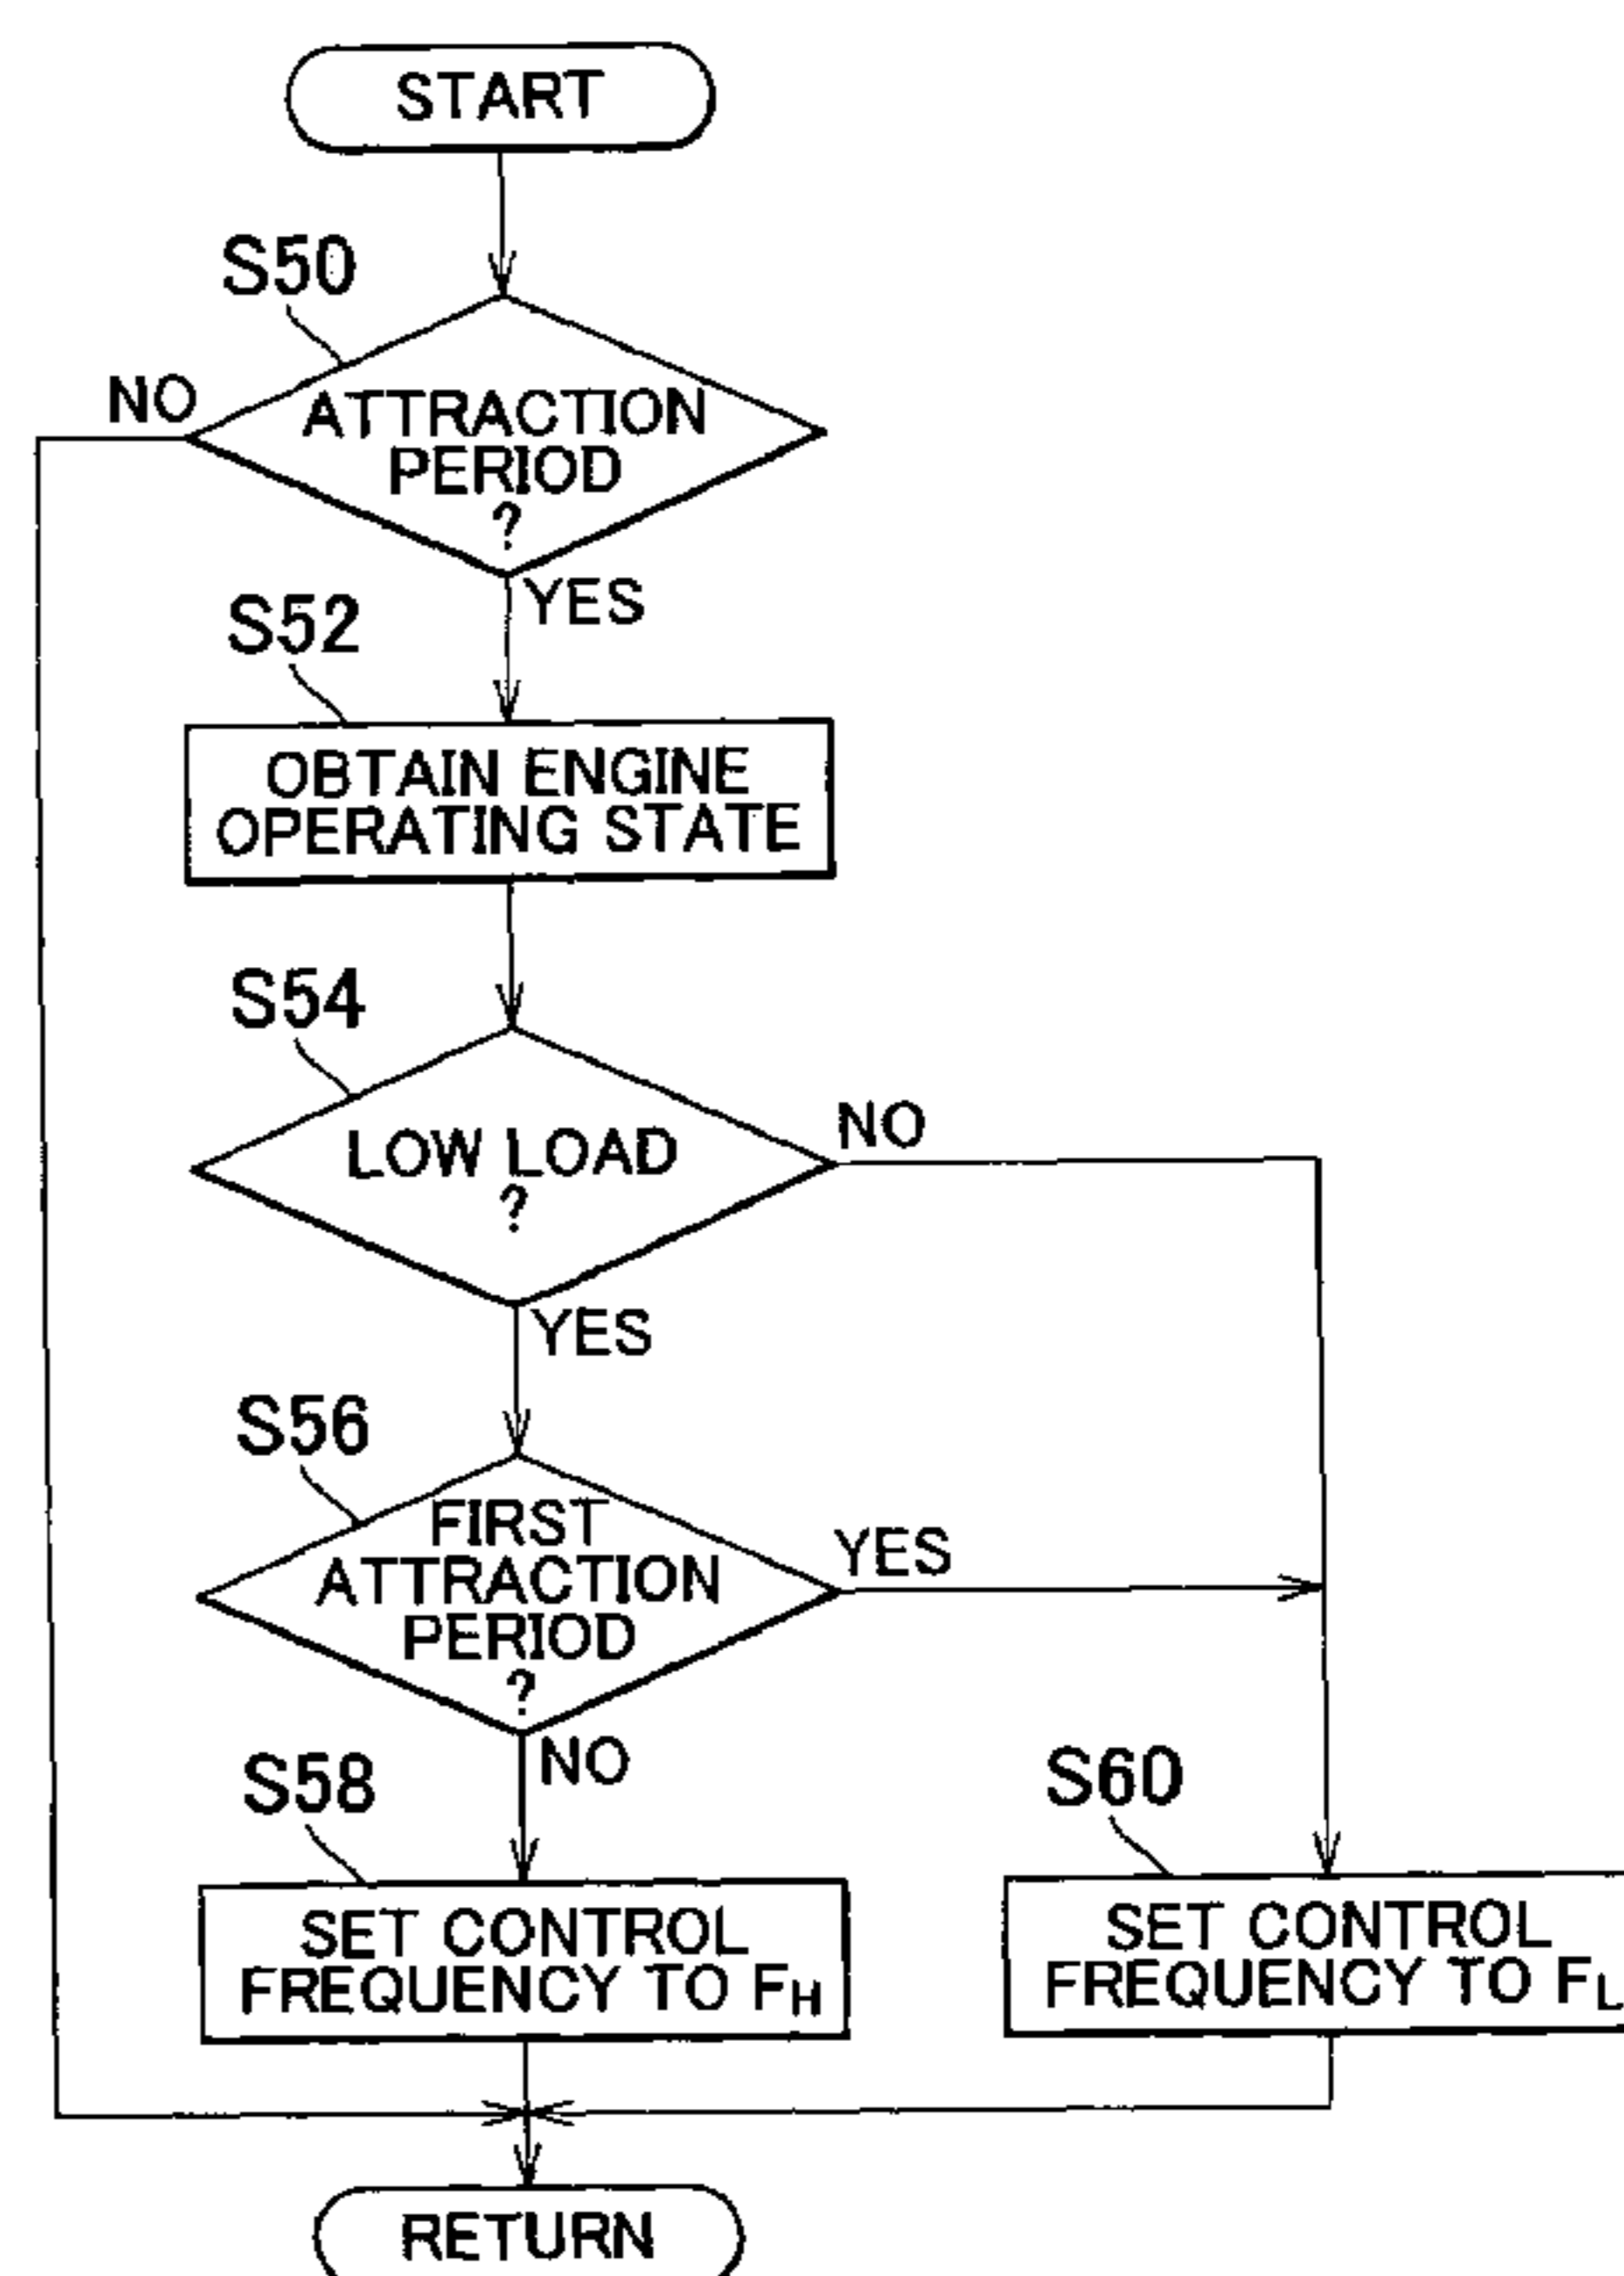 START
S50
NO
ATTRACTION
PERIOD
?
YES
S52
OBTAIN ENGINE
OPERATING STATE
S54
NO
LOW LOAD
?
YES
S56
FIRST
ATTRACTION
PERIOD
?
YES
NO
S58
S60
SET CONTROL
FREQUENCY TO FH
SET CONTROL
FREQUENCY TO FL
RETURN